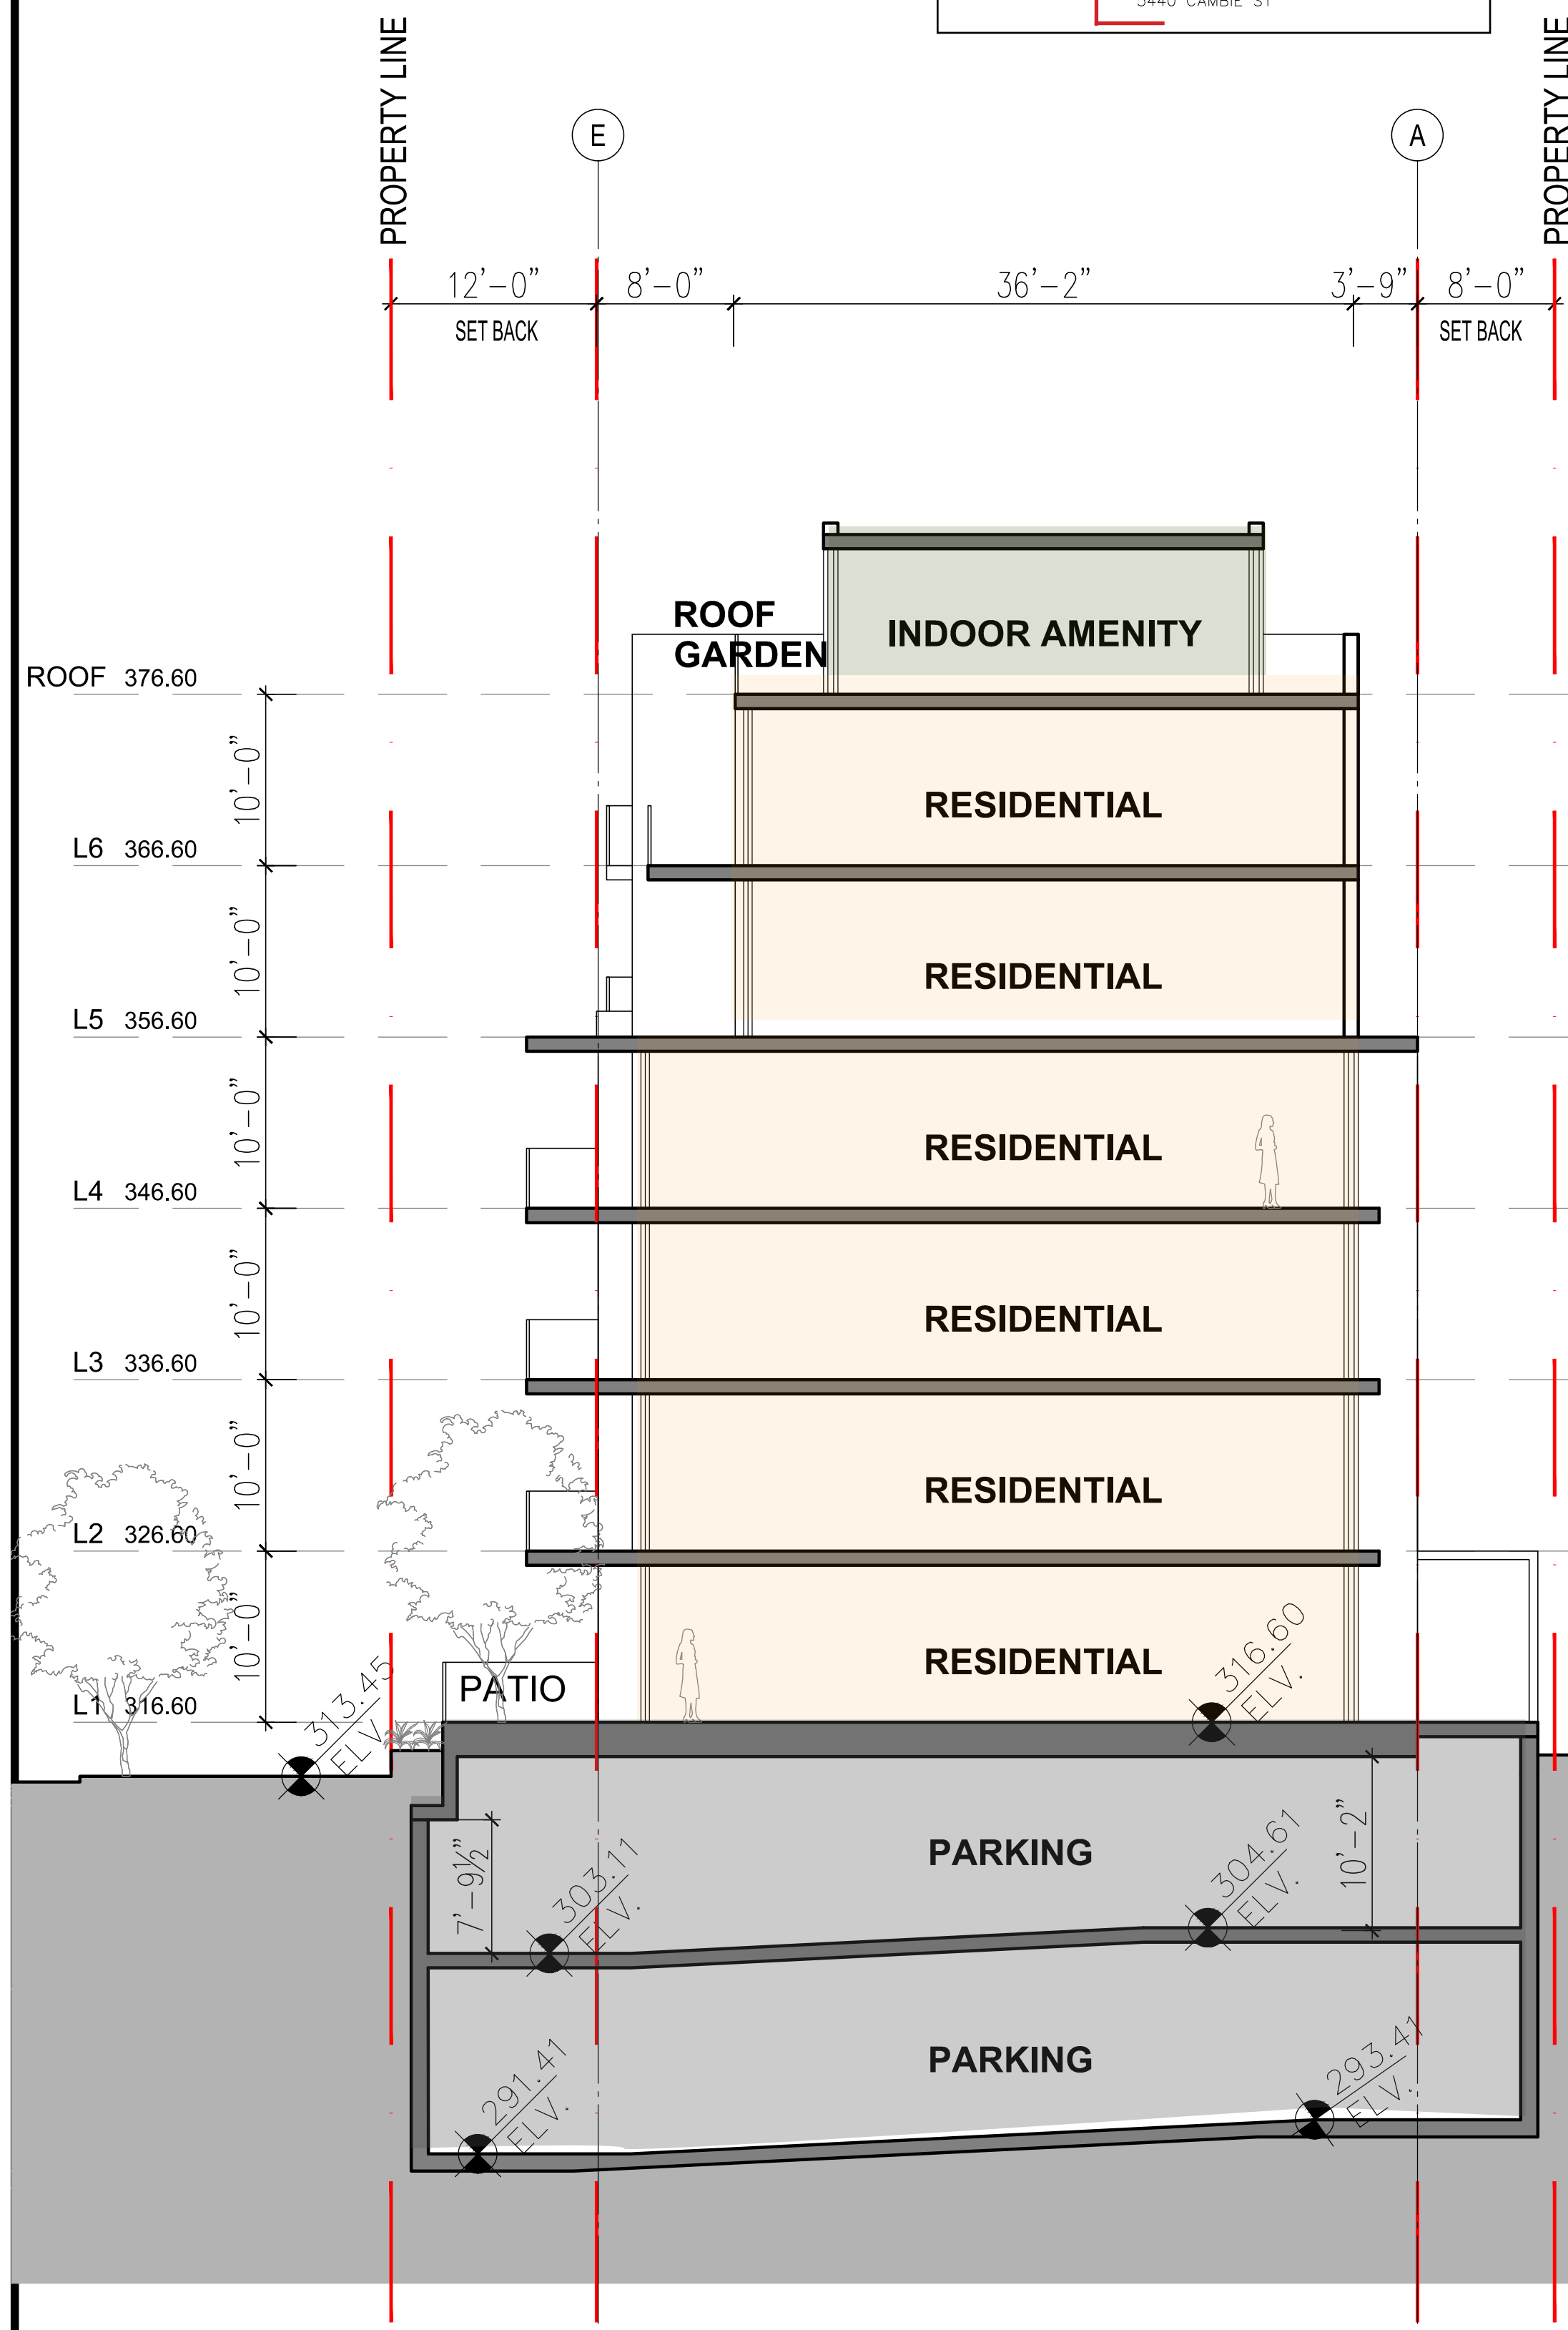 5440 CAMBIE ST
PROPERTY LINE
PROPERTY LINE
E
A
12'-0"
8'-0"
36'-2"
3'-9"
8'-0"
SET BACK
SET BACK
ROOF
GARDEN
INDOOR AMENITY
ROOF 376.60
10'-0"
RESIDENTIAL
L6 366.60
10'-0"
RESIDENTIAL
L5 356.60
10'-0"
RESIDENTIAL
L4 346.60
10'-0"
RESIDENTIAL
L3 336.60
10'-0"
RESIDENTIAL
L2 326.60
10'-0"
RESIDENTIAL
PATIO
L1 316.60
313.45
ELV.
316.60
ELV.
PARKING
7'-9½"
303.11
ELV.
304.61
ELV.
10'-2"
PARKING
291.41
ELV.
293.41
ELV.